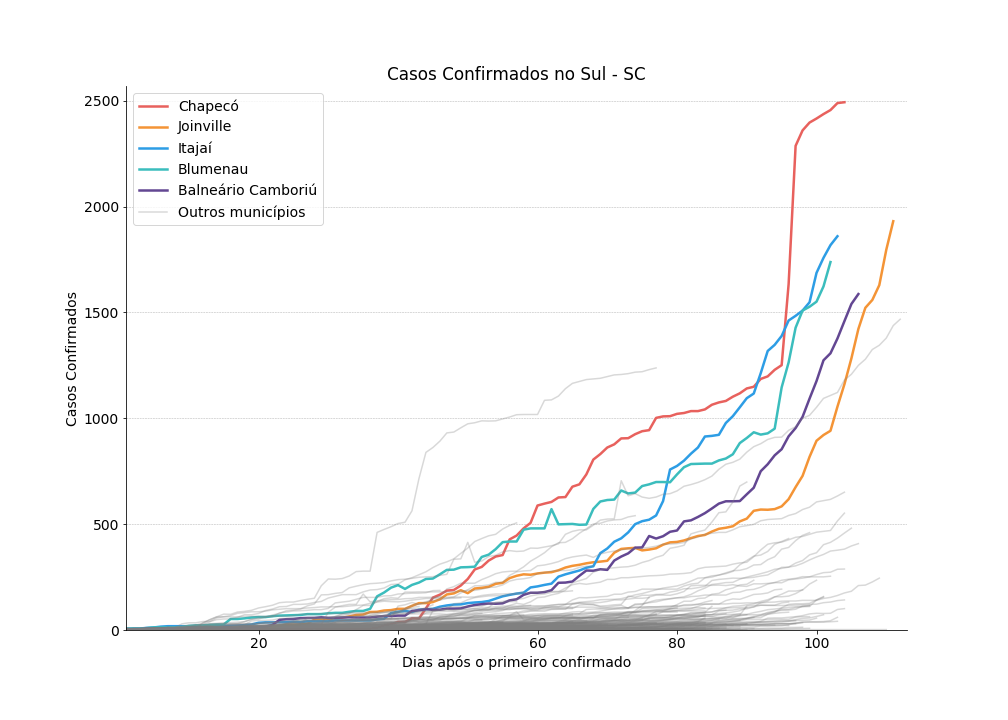 Casos Confirmados no Sul - SC
Chapecó
Joinville
Itajaí
Blumenau
Balneário Camboriú
Outros municípios
2500
2000
1500
1000
500
0
Casos Confirmados
20
40
60
80
100
Dias após o primeiro confirmado